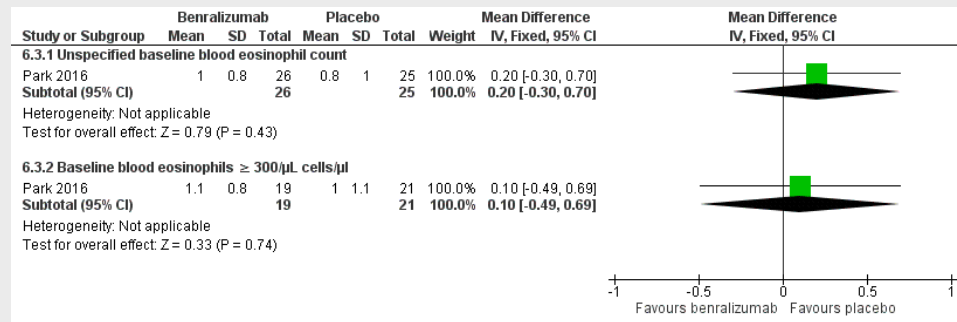 Benralizumab Placebo Mean Difference Mean Difference
Study or Subgroup Mean SD Total Mean SD Total Weight IV, Fixed, 95% CI IV, Fixed, 95% CI
6.3.1 Unspecified baseline blood eosinophil count
Park 2016 1 0.8 26 0.8 1 25 100.0% 0.20 [-0.30, 0.70]
Subtotal (95% CI) 26 25 100.0% 0.20 [-0.30, 0.70]
Heterogeneity: Not applicable
Test for overall effect: Z = 0.79 (P = 0.43)
6.3.2 Baseline blood eosinophils ≥ 300/μL cells/μl
Park 2016 1.1 0.8 19 1 1.1 21 100.0% 0.10 [-0.49, 0.69]
Subtotal (95% CI) 19 21 100.0% 0.10 [-0.49, 0.69]
Heterogeneity: Not applicable
Test for overall effect: Z = 0.33 (P = 0.74)
-1 -0.5 0 0.5 1
Favours benralizumab Favours placebo